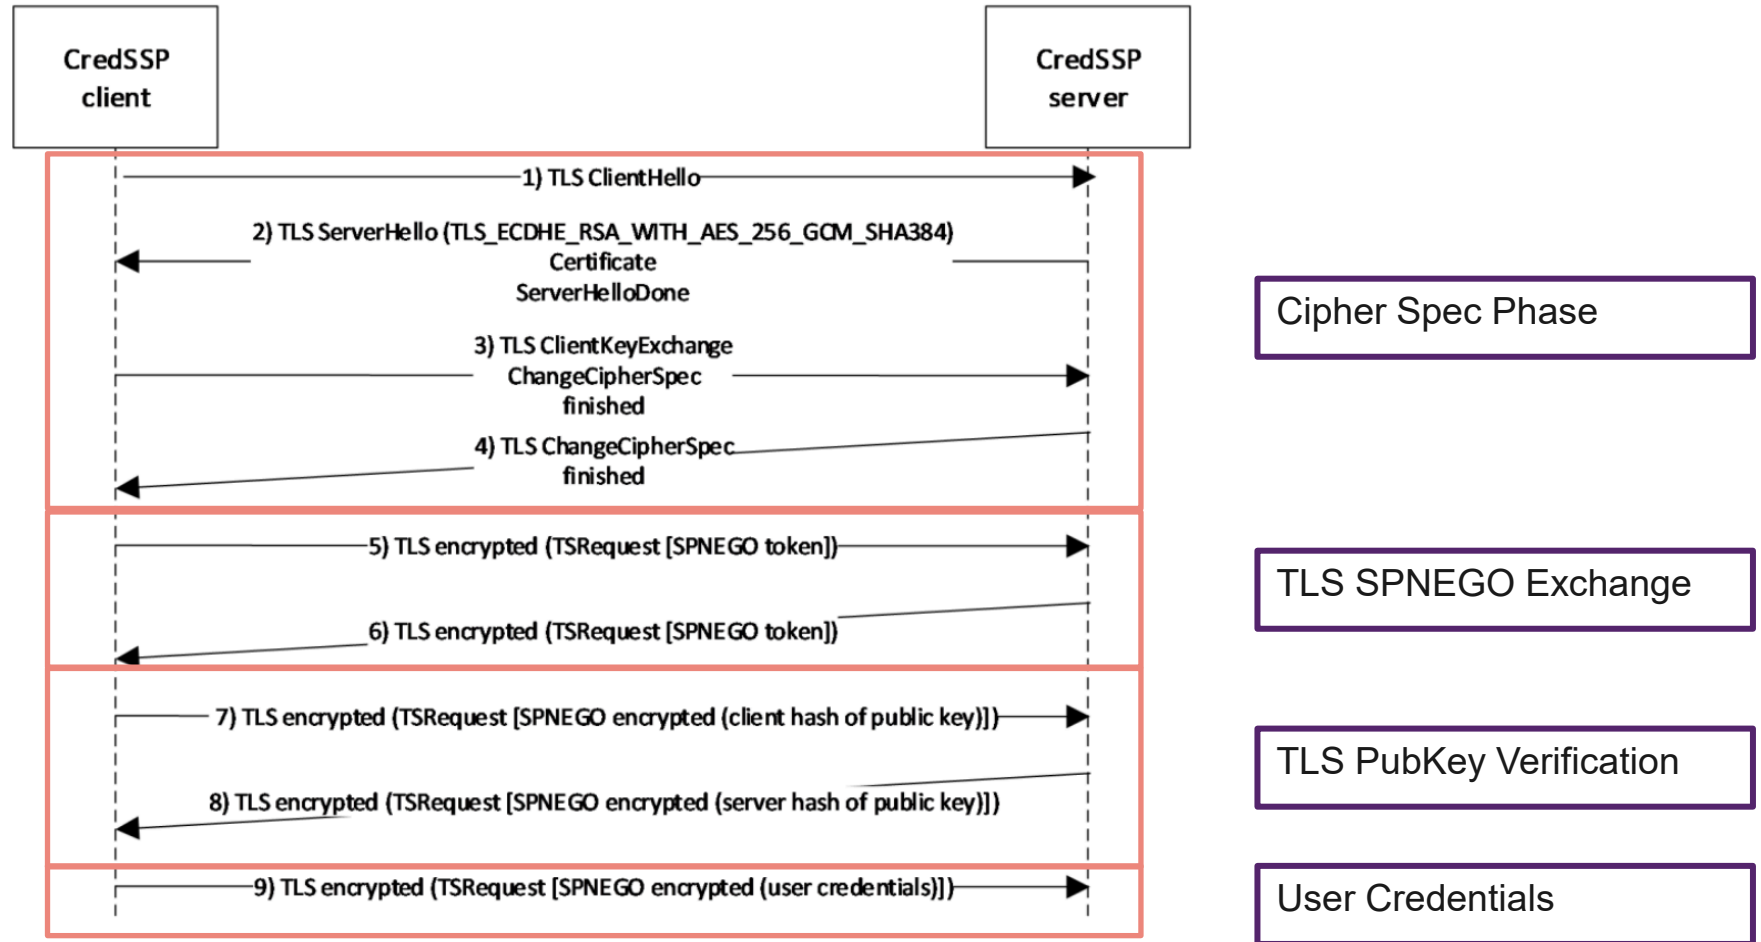 CredSSP
client
CredSSP
server
1) TLS ClientHello
2) TLS ServerHello (TLS_ECDHE_RSA_WITH_AES_256_GCM_SHA384)
Certificate
ServerHelloDone
Cipher Spec Phase
3) TLS ClientKeyExchange
ChangeCipherSpec
finished
4) TLS ChangeCipherSpec
finished
5) TLS encrypted (TSRequest [SPNEGO token])
TLS SPNEGO Exchange
6) TLS encrypted (TSRequest [SPNEGO token])
7) TLS encrypted (TSRequest [SPNEGO encrypted (client hash of public key)])
TLS PubKey Verification
8) TLS encrypted (TSRequest [SPNEGO encrypted (server hash of public key)])
9) TLS encrypted (TSRequest [SPNEGO encrypted (user credentials)])
User Credentials